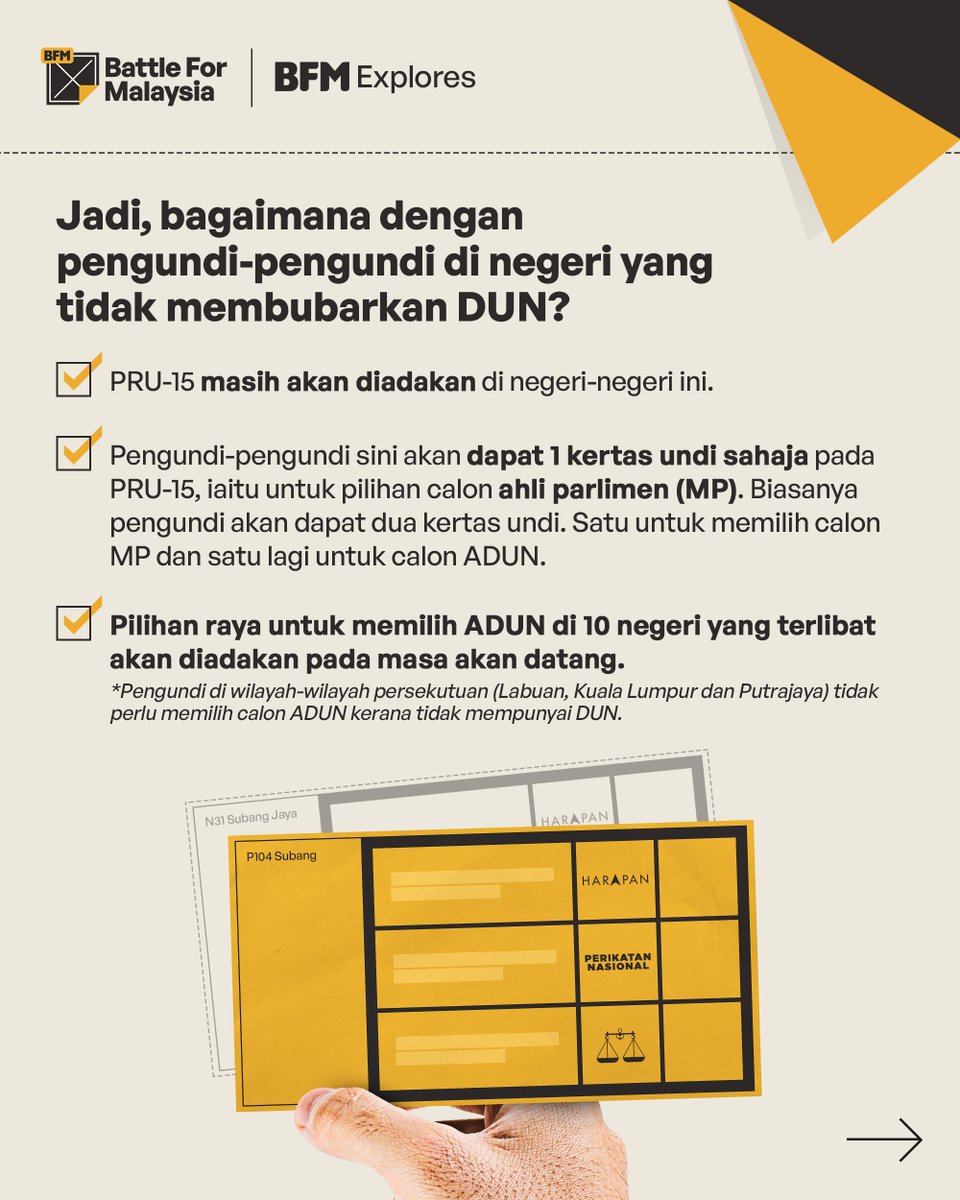 BFM
Battle For
Malaysia
BFM Explores
Jadi, bagaimana dengan
pengundi-pengundi di negeri yang
tidak membubarkan DUN?
PRU-15 masih akan diadakan di negeri-negeri ini.
Pengundi-pengundi sini akan dapat 1 kertas undi sahaja pada
PRU-15, iaitu untuk pilihan calon ahli parlimen (MP). Biasanya
pengundi akan dapat dua kertas undi. Satu untuk memilih calon
MP dan satu lagi untuk calon ADUN.
Pilihan raya untuk memilih ADUN di 10 negeri yang terlibat
akan diadakan pada masa akan datang.
*Pengundi di wilayah-wilayah persekutuan (Labuan, Kuala Lumpur dan Putrajaya) tidak
perlu memilih calon ADUN kerana tidak mempunyai DUN.
N31 Subang Jaya
HARAPAN
P104 Subang
HARAPAN
PERIKATAN
NASIONAL